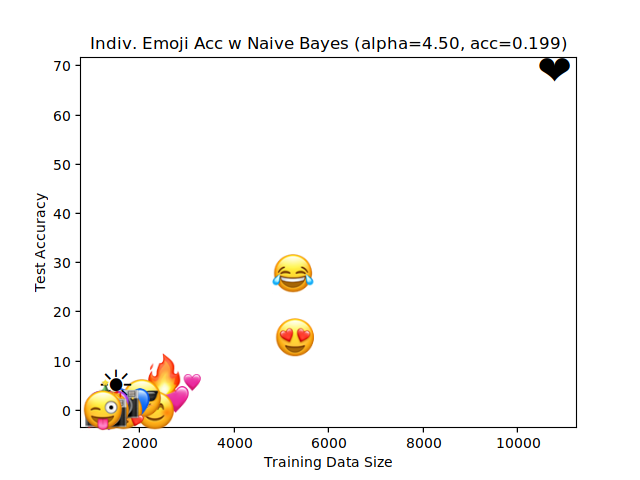 Indiv. Emoji Acc w Naive Bayes (alpha=4.50, acc=0.199)
70
60
50
40
30
20
10
0
Test Accuracy
2000 4000 6000 8000 10000
Training Data Size